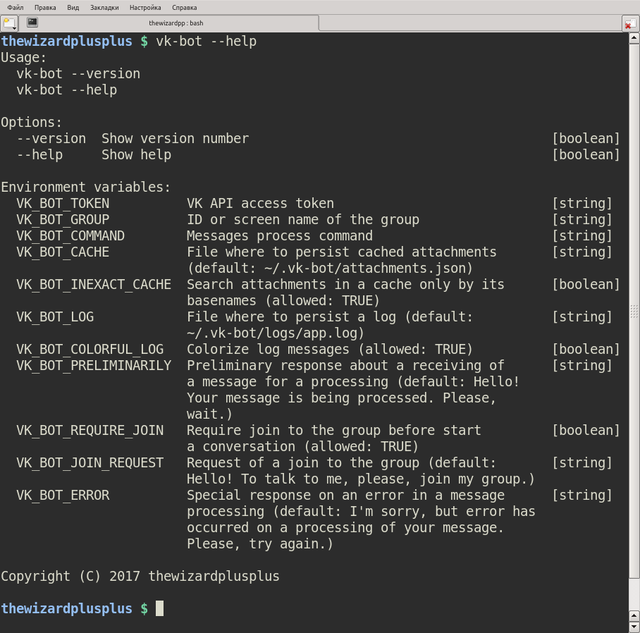 Файл Правка Вид Закладки Настройка Справка
thewizardpp : bash
thewizardplusplus $ vk-bot --help
Usage:
  vk-bot --version
  vk-bot --help

Options:
  --version  Show version number                                       [boolean]
  --help     Show help                                                 [boolean]

Environment variables:
  VK_BOT_TOKEN          VK API access token                            [string]
  VK_BOT_GROUP          ID or screen name of the group                 [string]
  VK_BOT_COMMAND        Messages process command                       [string]
  VK_BOT_CACHE          File where to persist cached attachments       [string]
                        (default: ~/.vk-bot/attachments.json)
  VK_BOT_INEXACT_CACHE  Search attachments in a cache only by its      [boolean]
                        basenames (allowed: TRUE)
  VK_BOT_LOG            File where to persist a log (default:          [string]
                        ~/.vk-bot/logs/app.log)
  VK_BOT_COLORFUL_LOG   Colorize log messages (allowed: TRUE)          [boolean]
  VK_BOT_PRELIMINARILY  Preliminary response about a receiving of      [string]
                        a message for a processing (default: Hello!
                        Your message is being processed. Please,
                        wait.)
  VK_BOT_REQUIRE_JOIN   Require join to the group before start         [boolean]
                        a conversation (allowed: TRUE)
  VK_BOT_JOIN_REQUEST   Request of a join to the group (default:       [string]
                        Hello! To talk to me, please, join my group.)
  VK_BOT_ERROR          Special response on an error in a message      [string]
                        processing (default: I'm sorry, but error has
                        occurred on a processing of your message.
                        Please, try again.)

Copyright (C) 2017 thewizardplusplus

thewizardplusplus $